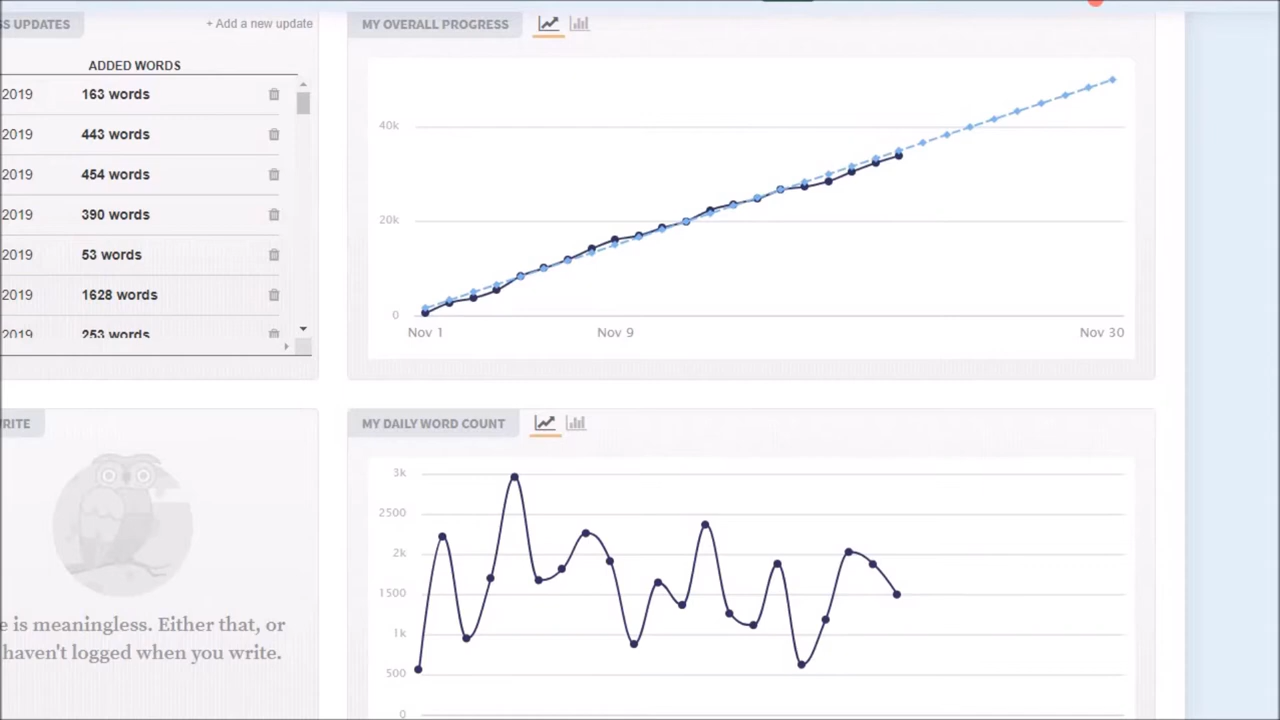 SS UPDATES
+ Add a new update
ADDED WORDS
2019 163 words
2019 443 words
2019 454 words
2019 390 words
2019 53 words
2019 1628 words
2019 253 words
MY OVERALL PROGRESS
40k
20k
0
Nov 1 Nov 9 Nov 30
RITE
e is meaningless. Either that, or
haven't logged when you write.
MY DAILY WORD COUNT
3k
2500
2k
1500
1k
500
0